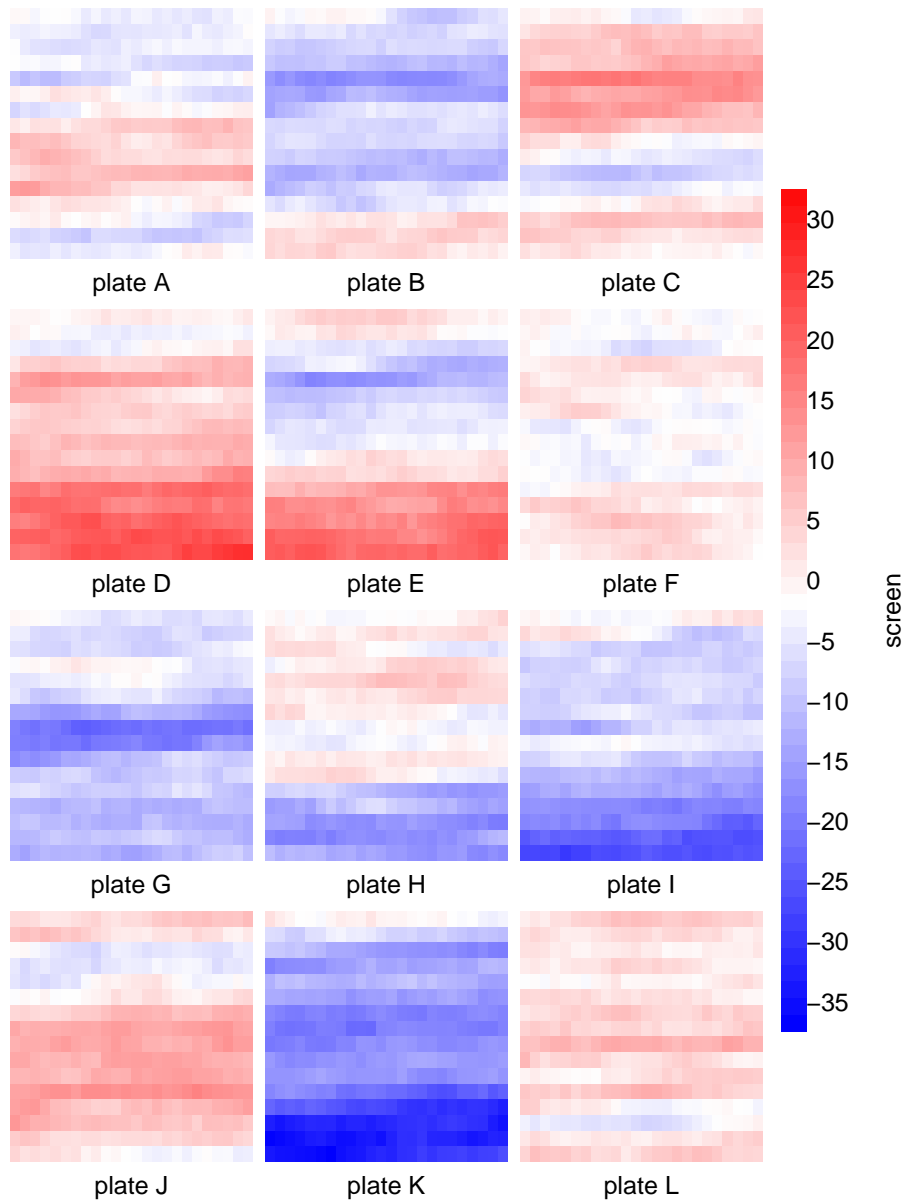 plate A
plate B
plate C
plate D
plate E
plate F
plate G
plate H
plate I
plate J
plate K
plate L
30
25
20
15
10
5
0
−5
−10
−15
−20
−25
−30
−35
screen